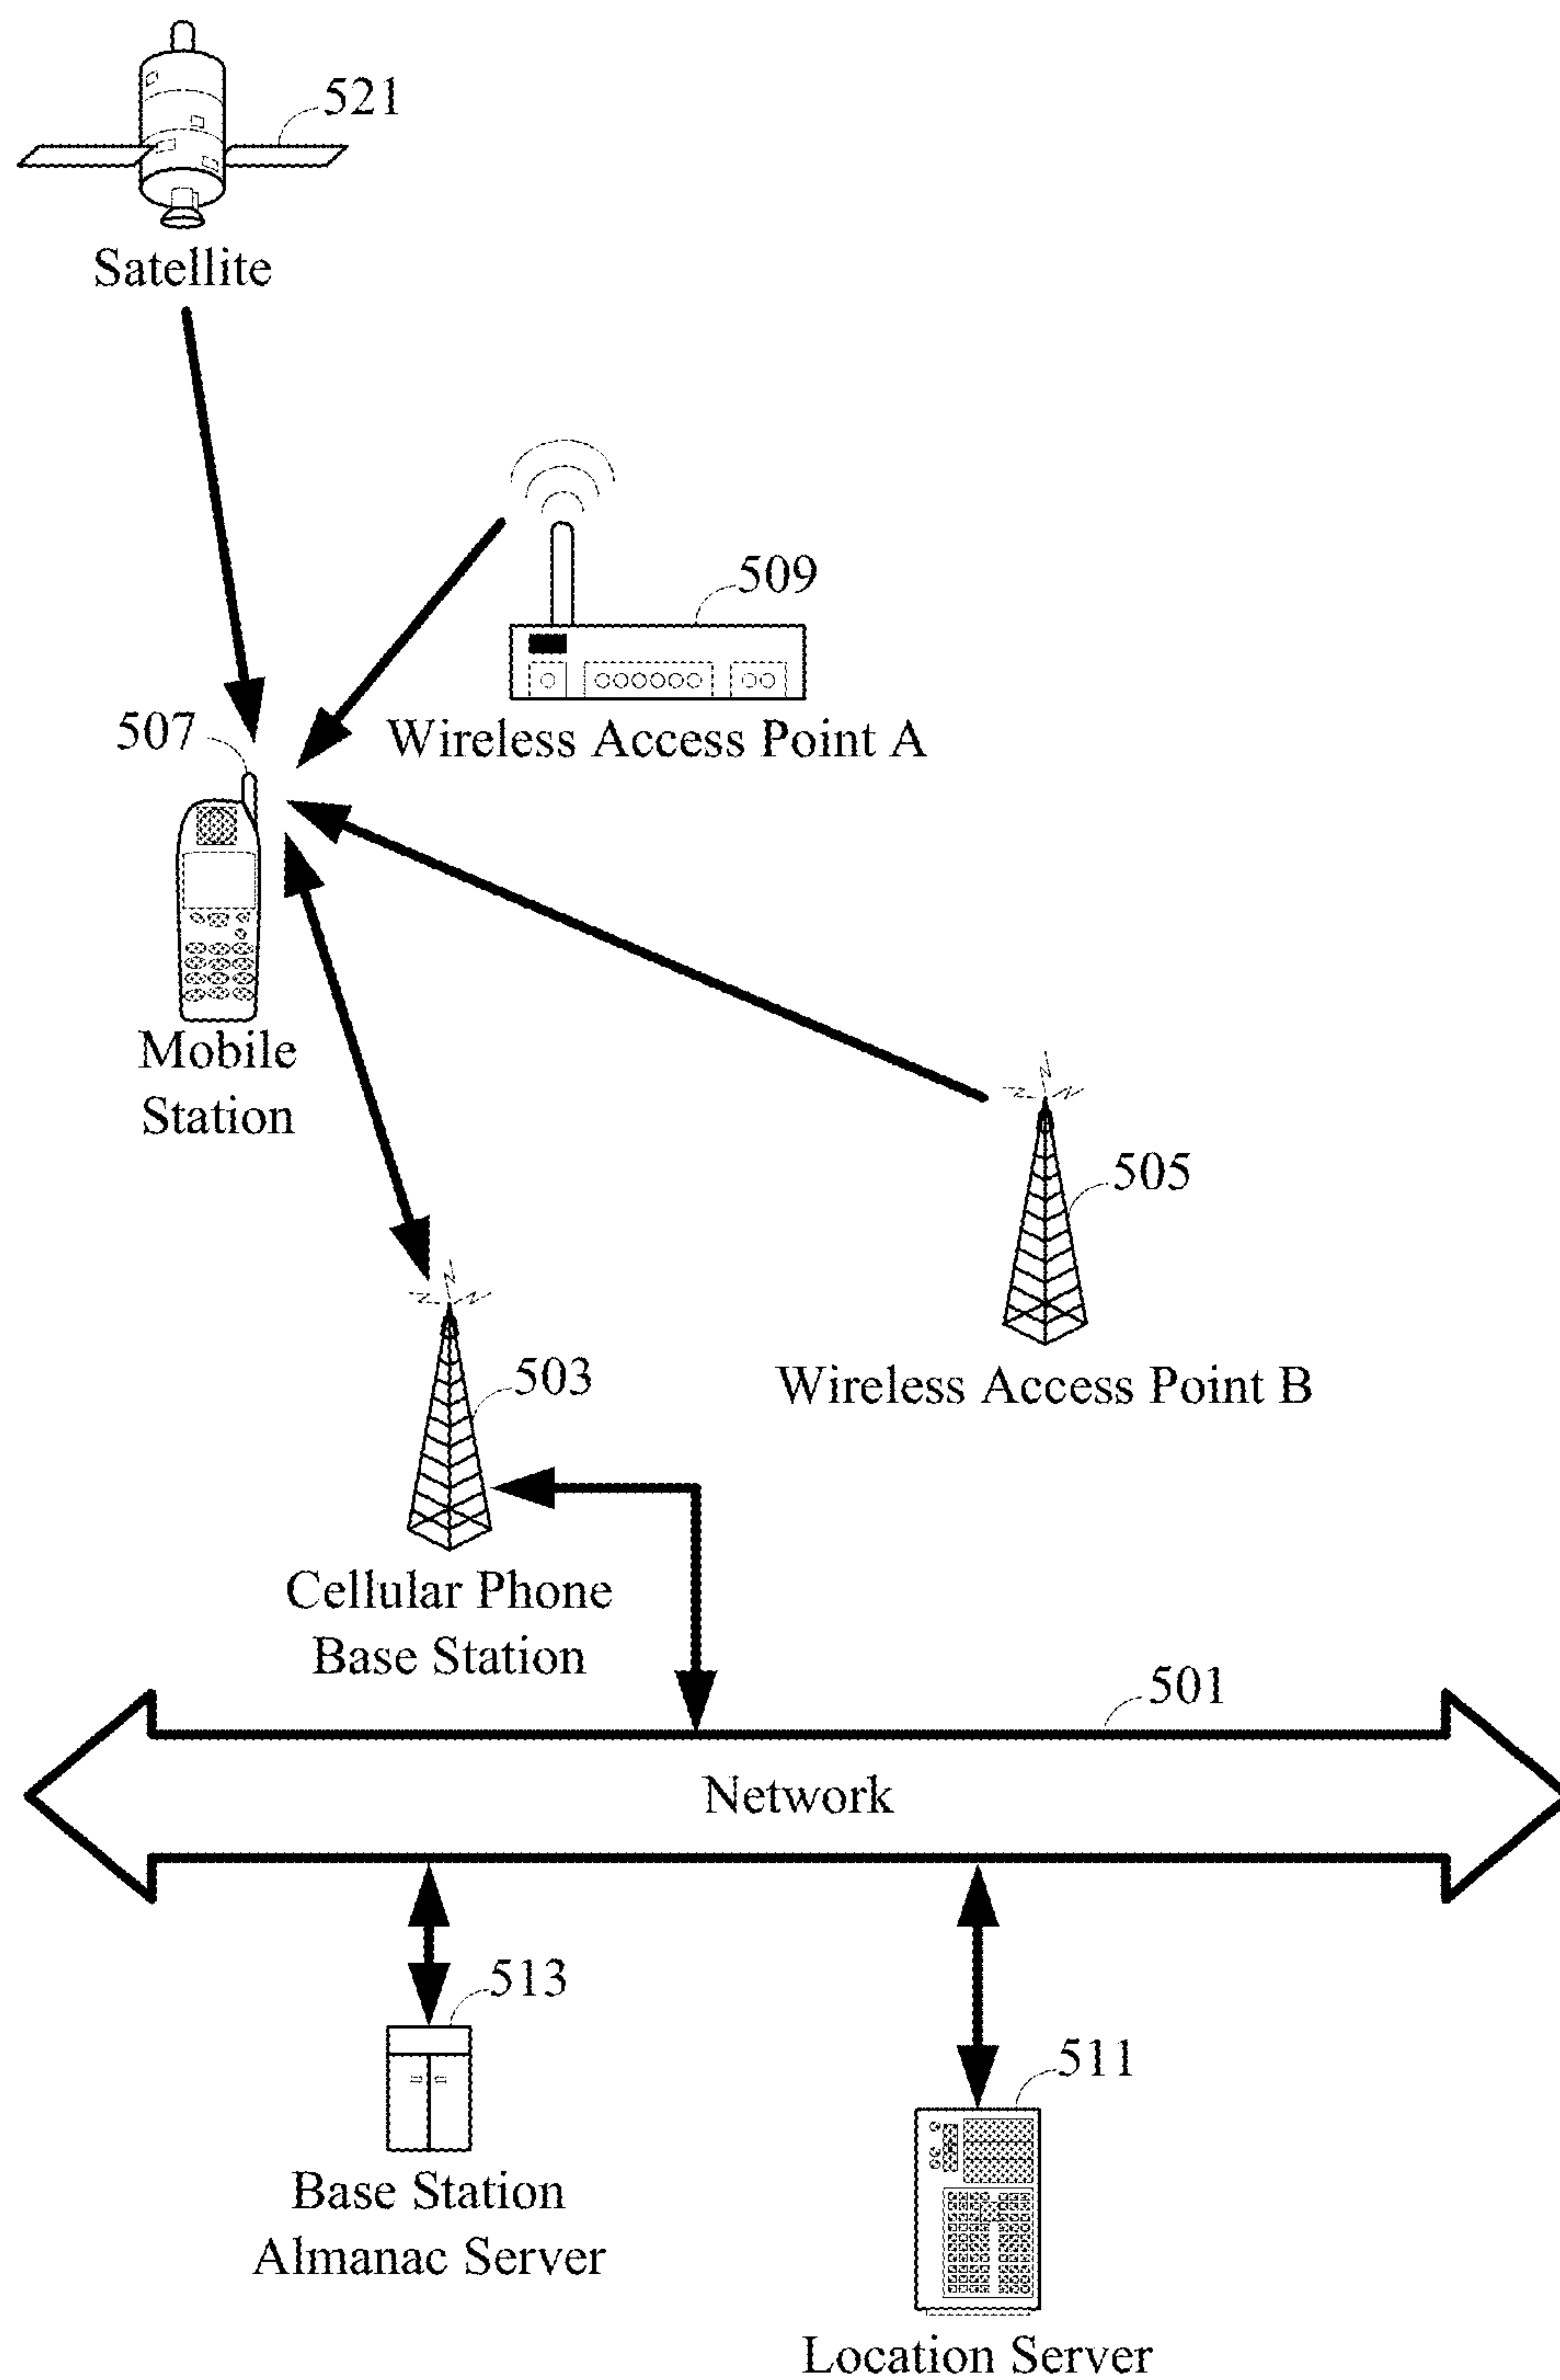 521
Satellite
509
507
Wireless Access Point A
Mobile
Station
505
503
Wireless Access Point B
Cellular Phone
Base Station
501
Network
513
511
Base Station
Almanac Server
Location Server